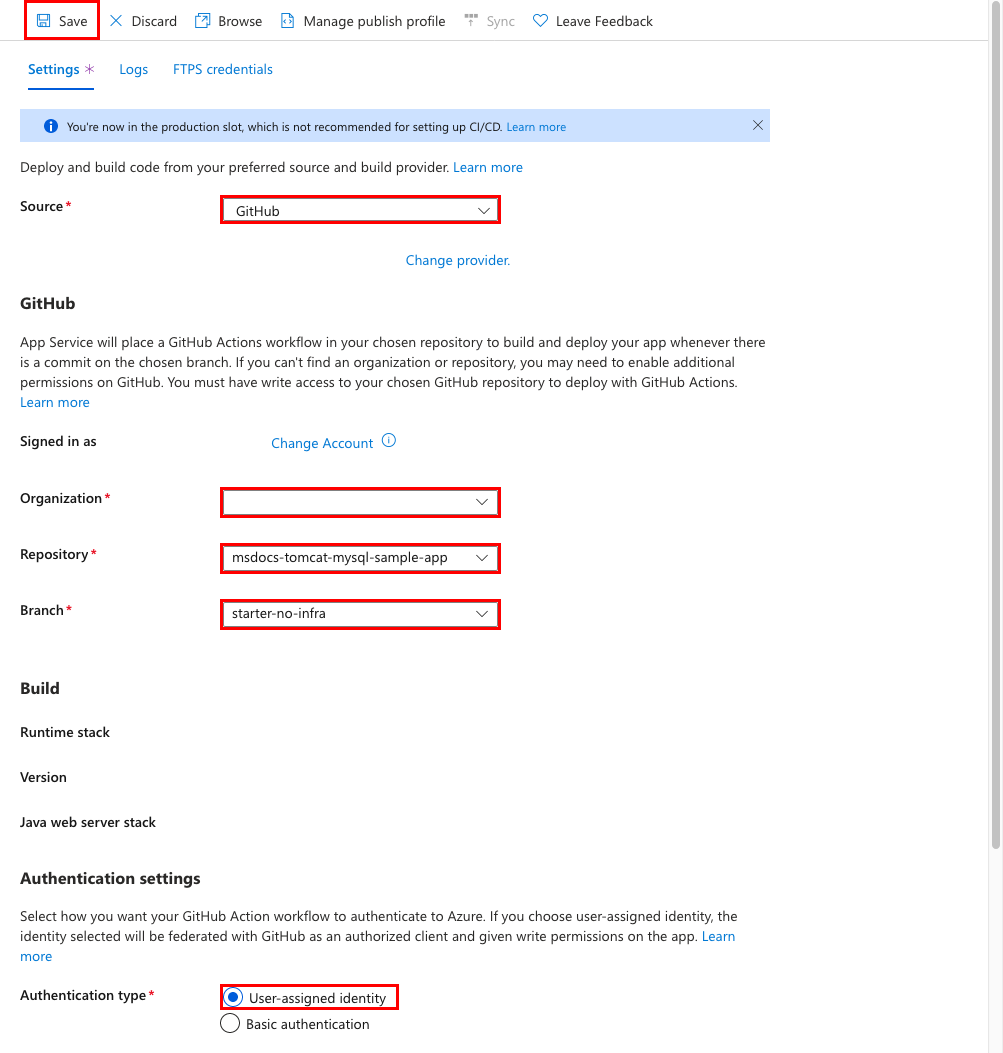 Save Discard Browse Manage publish profile Sync Leave Feedback
Settings * Logs FTPS credentials
You're now in the production slot, which is not recommended for setting up CI/CD. Learn more
Deploy and build code from your preferred source and build provider. Learn more
Source* GitHub
Change provider.
GitHub
App Service will place a GitHub Actions workflow in your chosen repository to build and deploy your app whenever there
is a commit on the chosen branch. If you can't find an organization or repository, you may need to enable additional
permissions on GitHub. You must have write access to your chosen GitHub repository to deploy with GitHub Actions.
Learn more
Signed in as Change Account
Organization*
Repository* msdocs-tomcat-mysql-sample-app
Branch* starter-no-infra
Build
Runtime stack
Version
Java web server stack
Authentication settings
Select how you want your GitHub Action workflow to authenticate to Azure. If you choose user-assigned identity, the
identity selected will be federated with GitHub as an authorized client and given write permissions on the app. Learn
more
Authentication type* User-assigned identity
Basic authentication